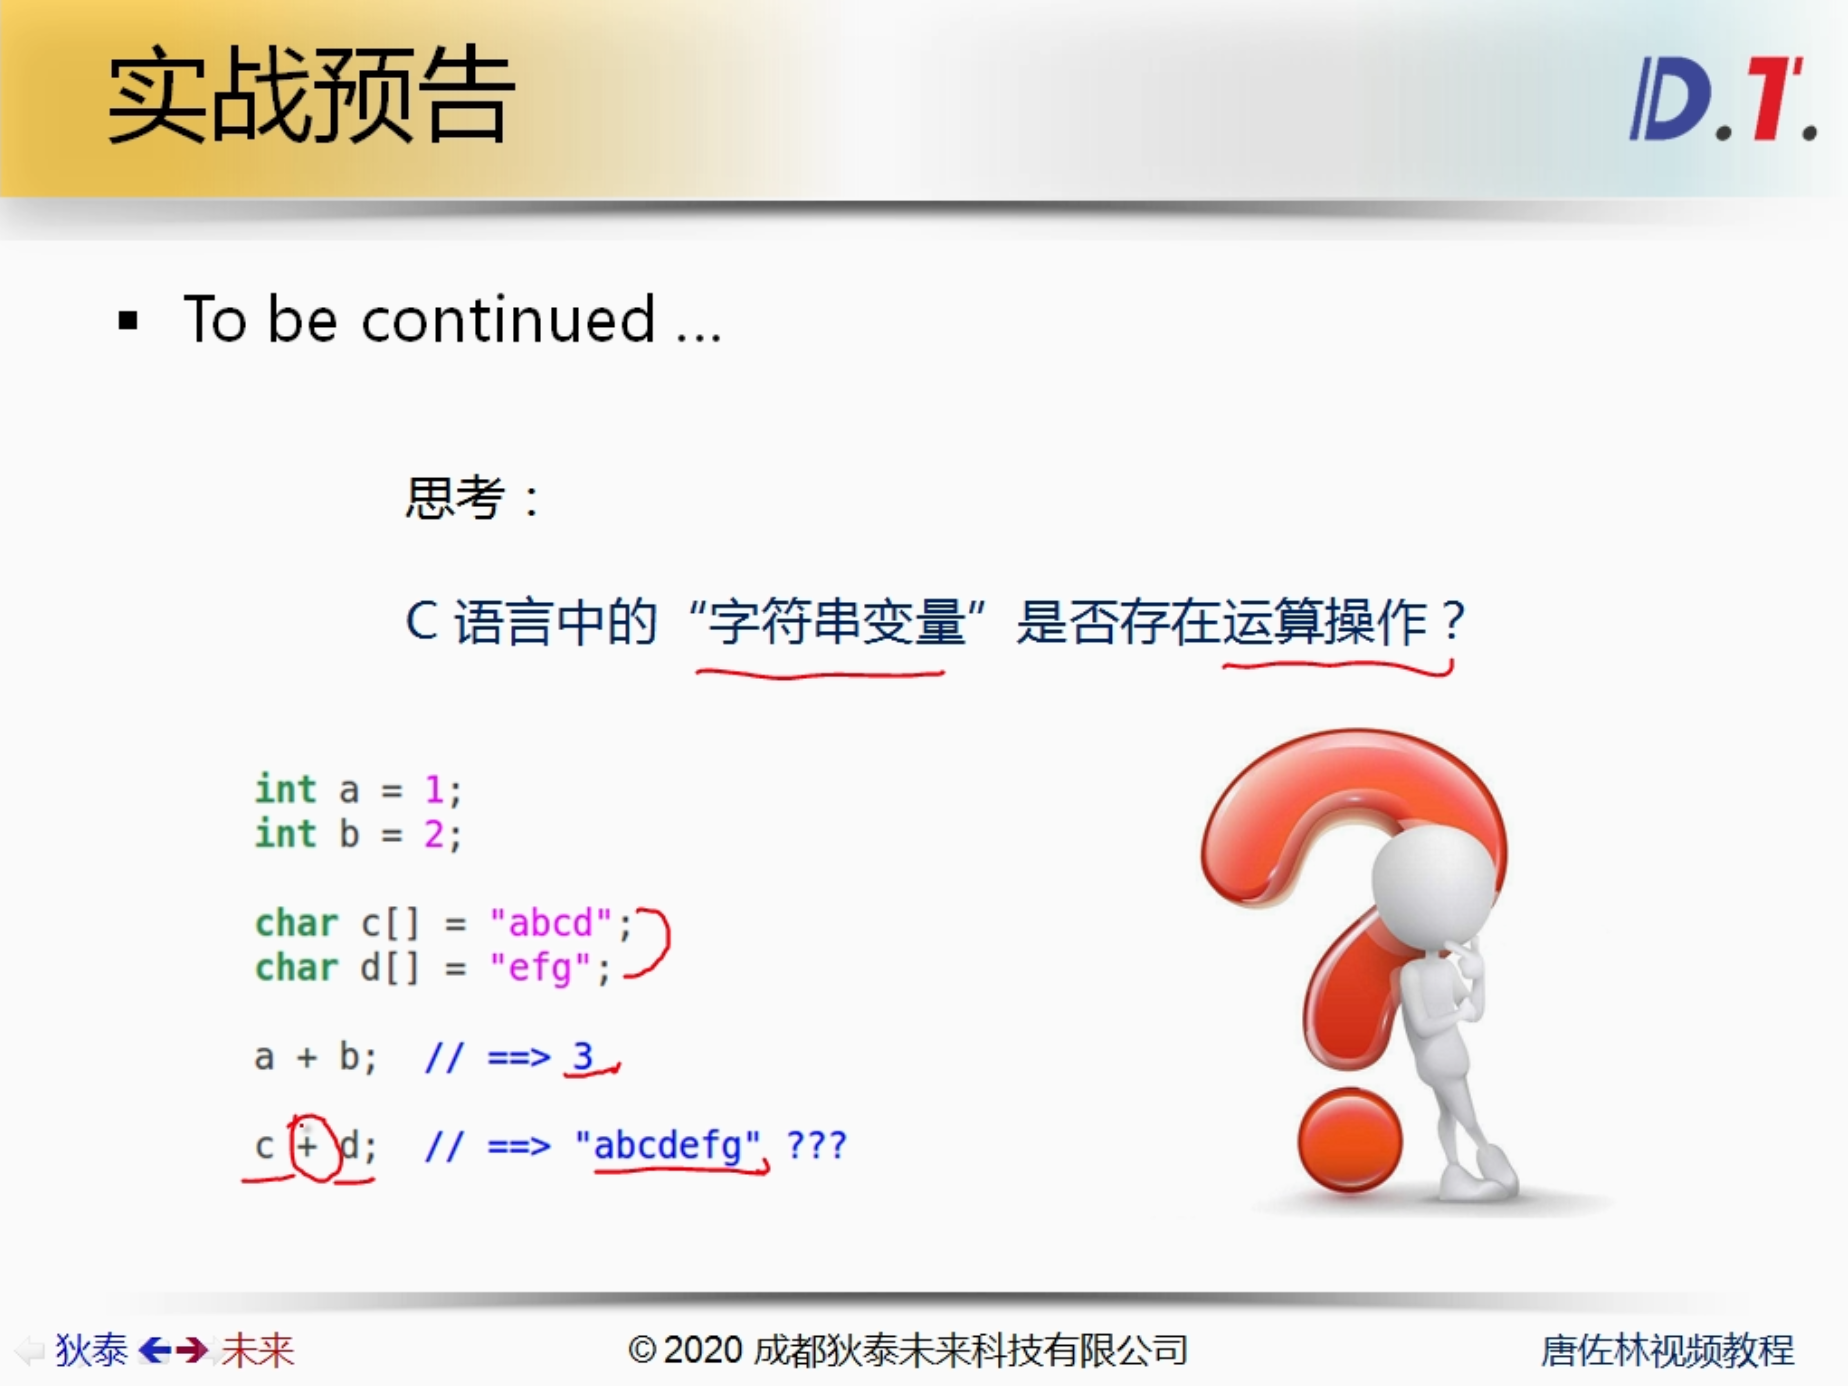 实战预告
D.T.
▪ To be continued ...
思考：
C 语言中的“字符串变量”是否存在运算操作？
int a = 1;
int b = 2;
char c[] = "abcd";
char d[] = "efg";
a + b;  // ==> 3
c + d;  // ==> "abcdefg" ???
狄泰 未来
© 2020 成都狄泰未来科技有限公司
唐佐林视频教程